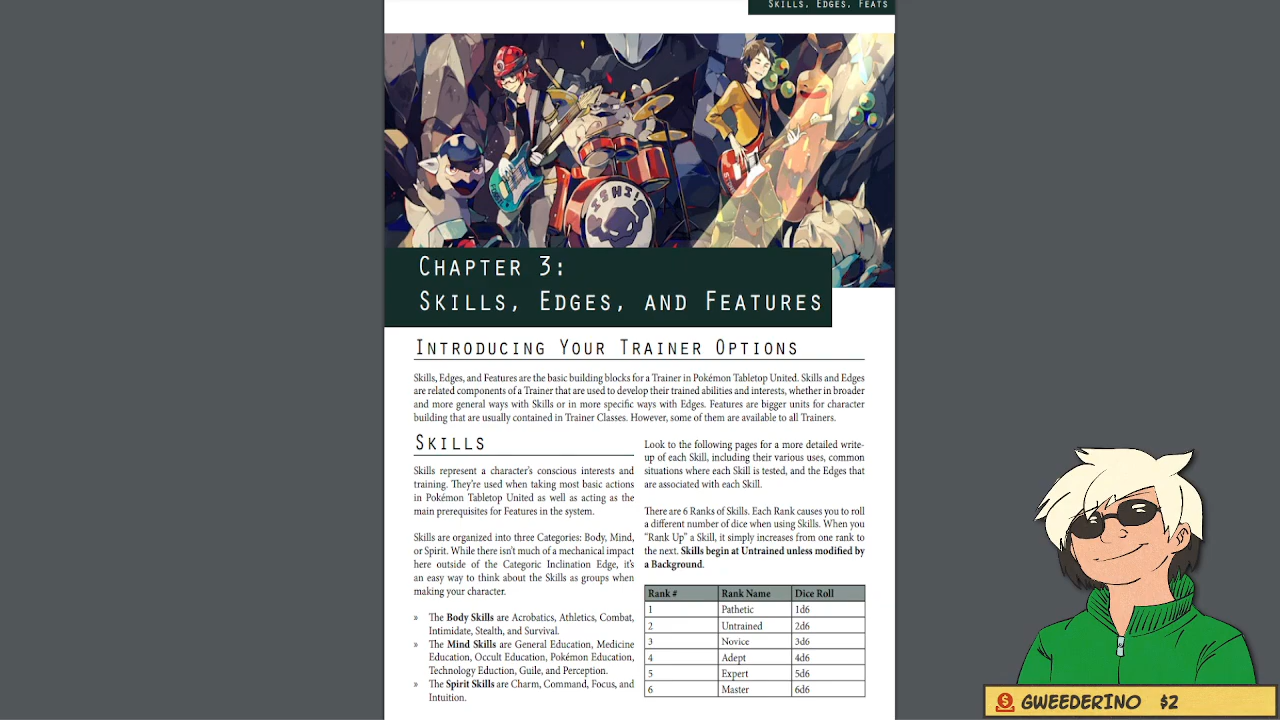 Skills, Edges, Feats
ISHI!
Chapter 3:
Skills, Edges, and Features
Introducing Your Trainer Options
Skills, Edges, and Features are the basic building blocks for a Trainer in Pokémon Tabletop United. Skills and Edges
are related components of a Trainer that are used to develop their trained abilities and interests, whether in broader
and more general ways with Skills or in more specific ways with Edges. Features are bigger units for character
building that are usually contained in Trainer Classes. However, some of them are available to all Trainers.
Skills
Skills represent a character's conscious interests and
training. They're used when taking most basic actions
in Pokémon Tabletop United as well as acting as the
main prerequisites for Features in the system.
Skills are organized into three Categories: Body, Mind,
or Spirit. While there isn't much of a mechanical impact
here outside of the Categoric Inclination Edge, it's
an easy way to think about the Skills as groups when
making your character.
» The Body Skills are Acrobatics, Athletics, Combat,
Intimidate, Stealth, and Survival.
» The Mind Skills are General Education, Medicine
Education, Occult Education, Pokémon Education,
Technology Eduction, Guile, and Perception.
» The Spirit Skills are Charm, Command, Focus, and
Intuition.
Look to the following pages for a more detailed write-
up of each Skill, including their various uses, common
situations where each Skill is tested, and the Edges that
are associated with each Skill.
There are 6 Ranks of Skills. Each Rank causes you to roll
a different number of dice when using Skills. When you
"Rank Up" a Skill, it simply increases from one rank to
the next. Skills begin at Untrained unless modified by
a Background.
Rank # Rank Name Dice Roll
1 Pathetic 1d6
2 Untrained 2d6
3 Novice 3d6
4 Adept 4d6
5 Expert 5d6
6 Master 6d6
GWEEDERINO $2